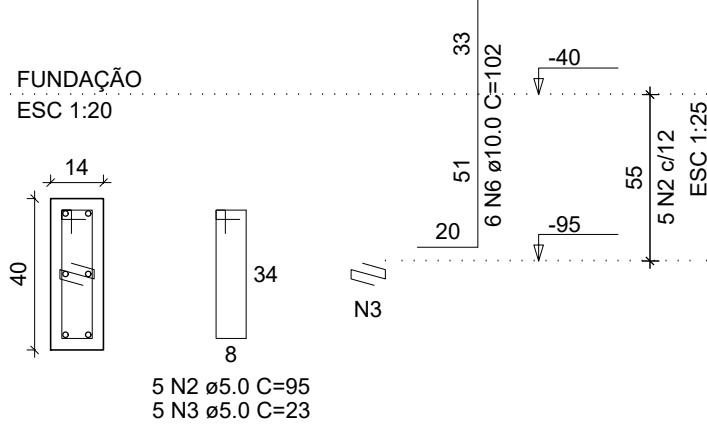 FUNDAÇÃO
ESC 1:20
14
40
34
8
5 N2 ø5.0 C=95
5 N3 ø5.0 C=23
N3
33
51
20
6 N6 ø10.0 C=102
-40
-95
55
5 N2 c/12
ESC 1:25